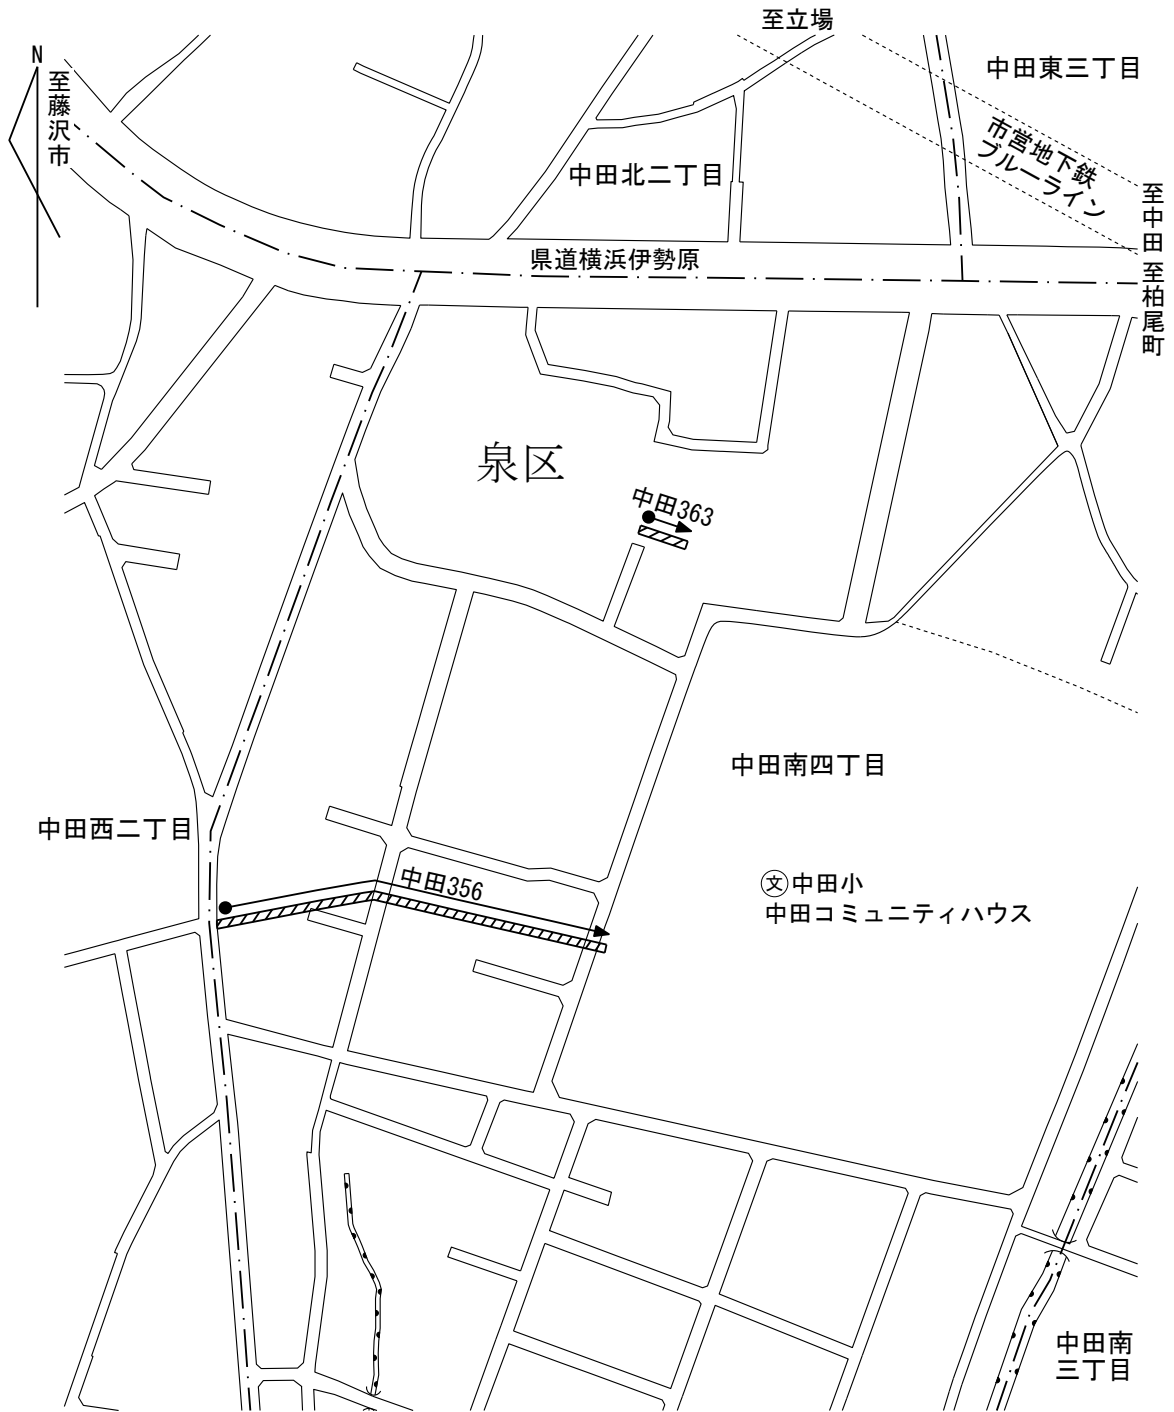 至立場
N
至藤沢市
中田東三丁目
市営地下鉄
ブルーライン
中田北二丁目
至中田
県道横浜伊勢原
至柏尾町
泉区
中田363
中田南四丁目
中田西二丁目
中田356
文 中田小
中田コミュニティハウス
中田南
三丁目